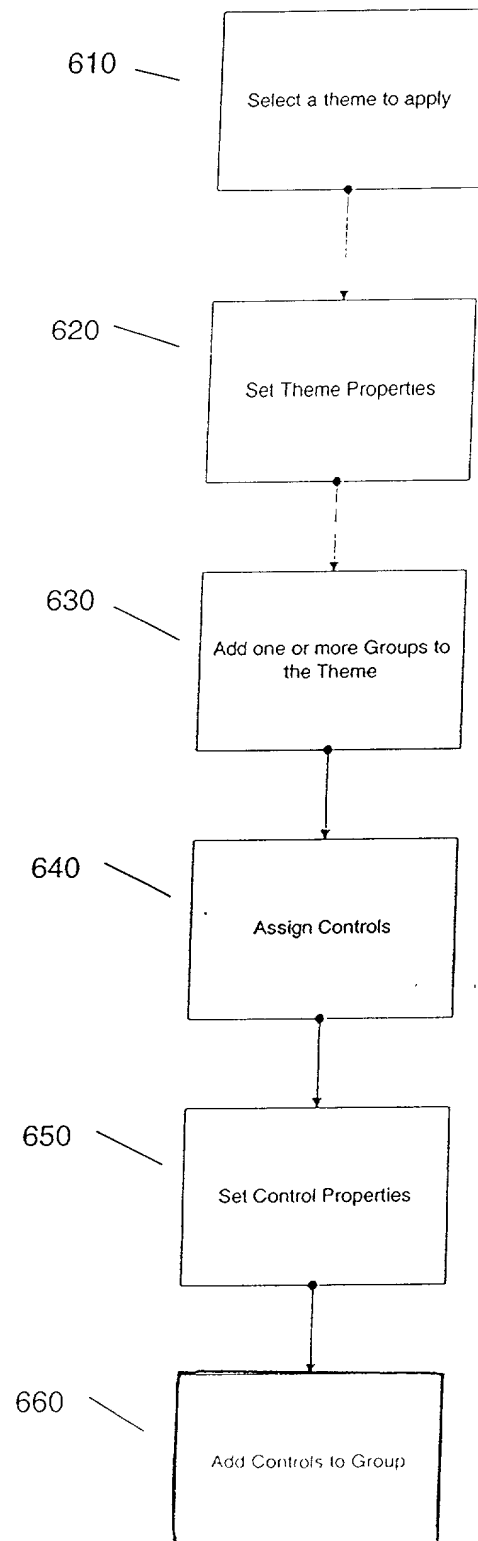 610
Select a theme to apply
620
Set Theme Properties
630
Add one or more Groups to
the Theme
640
Assign Controls
650
Set Control Properties
660
Add Controls to Group